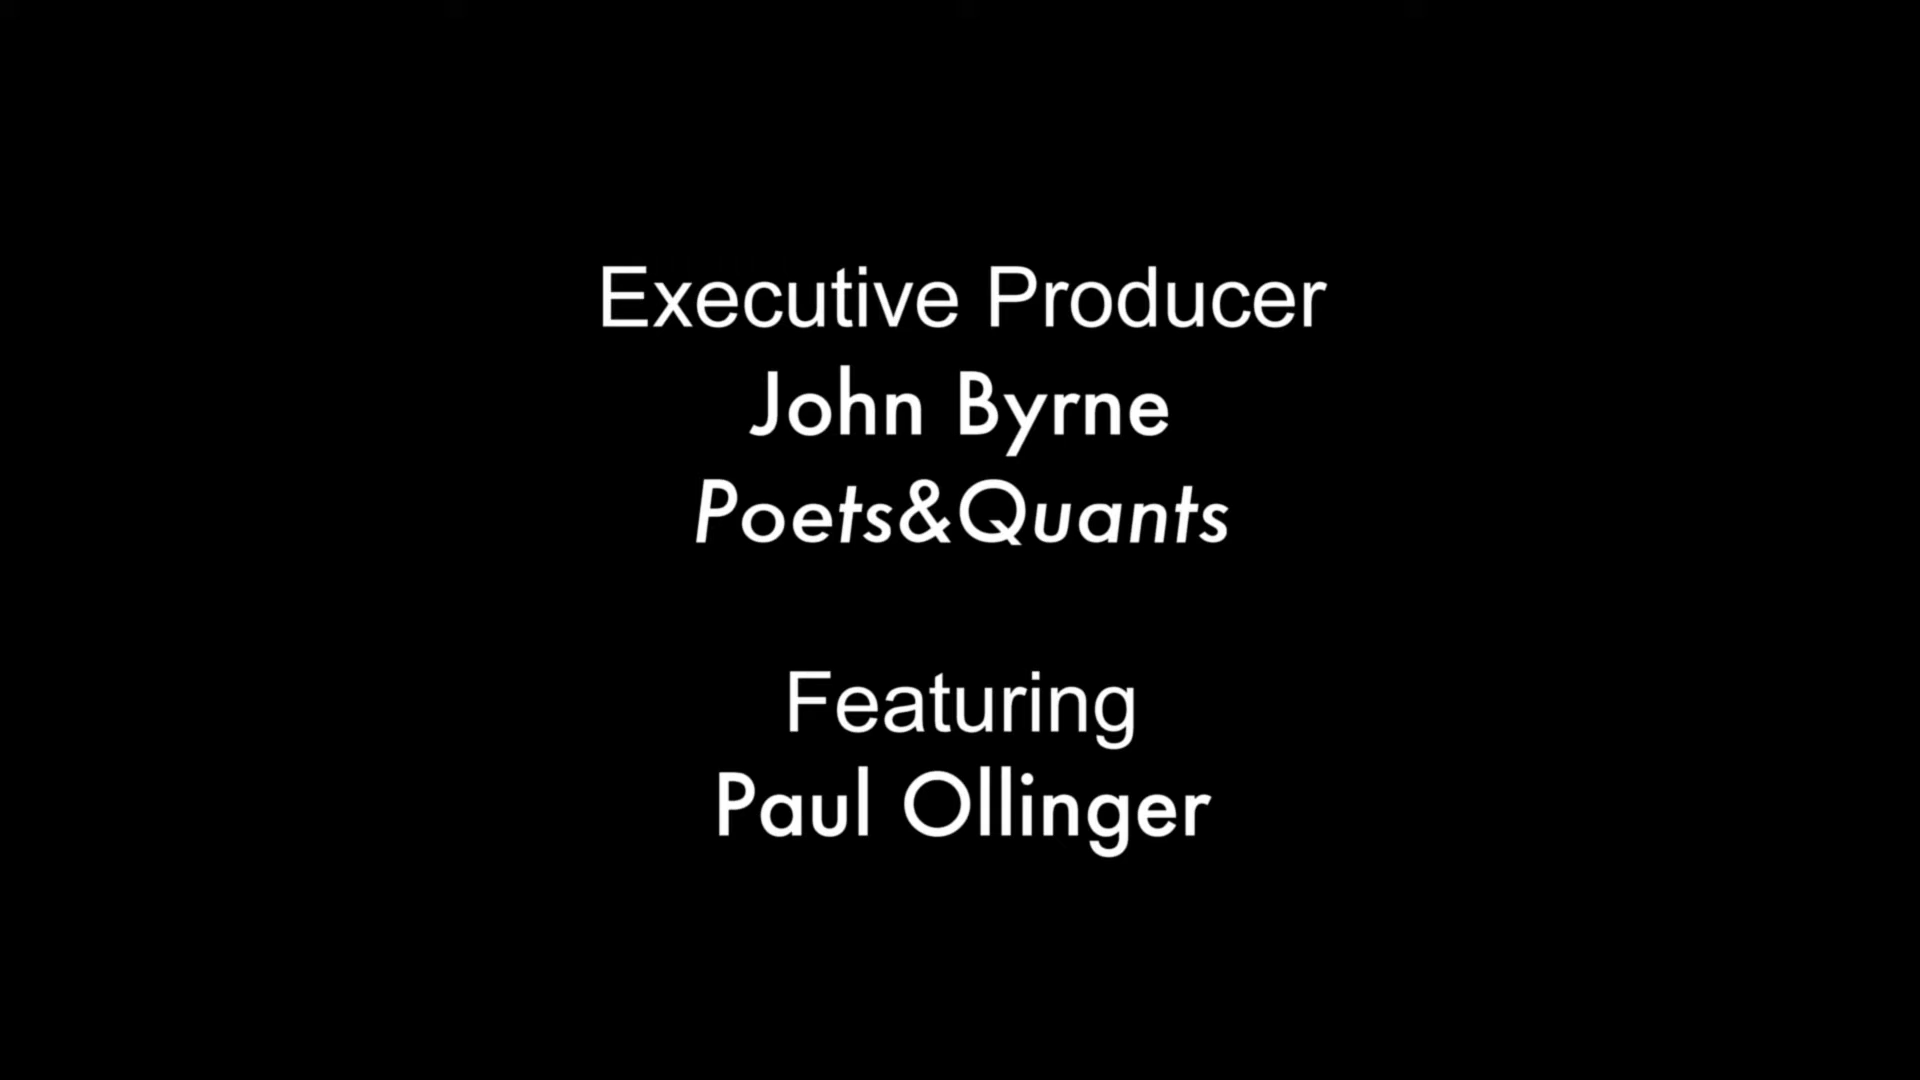 Executive Producer
John Byrne
Poets&Quants
Featuring
Paul Ollinger